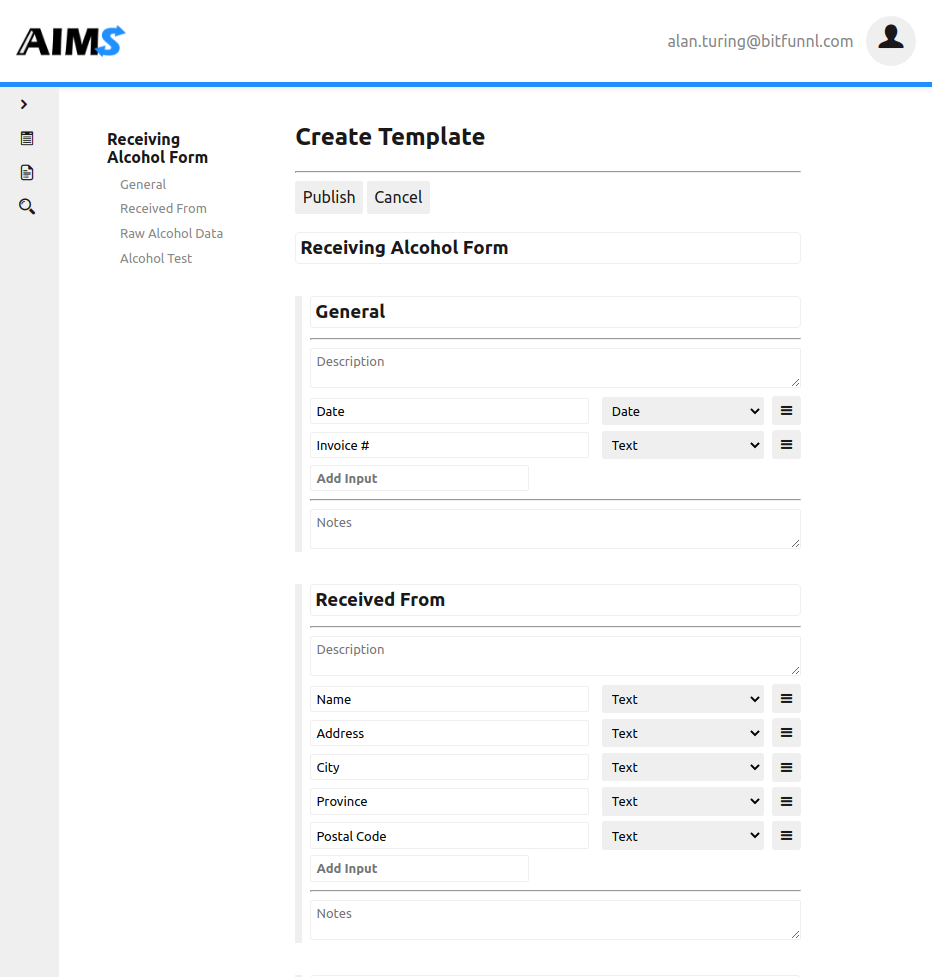 AIMS
alan.turing@bitfunnl.com
Receiving
Alcohol Form
General
Received From
Raw Alcohol Data
Alcohol Test
Create Template
Publish Cancel
Receiving Alcohol Form
General
Description
Date Date
Invoice # Text
Add Input
Notes
Received From
Description
Name Text
Address Text
City Text
Province Text
Postal Code Text
Add Input
Notes